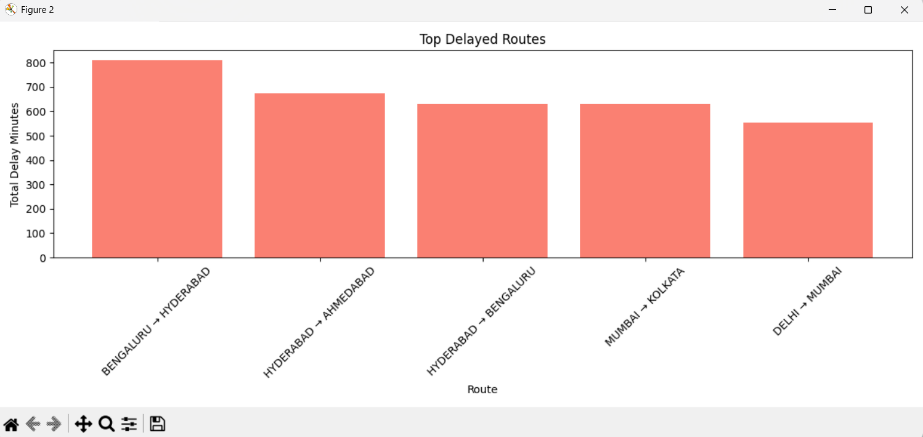 Figure 2
Top Delayed Routes
Total Delay Minutes
800
700
600
500
400
300
200
100
0
BENGALURU → HYDERABAD
HYDERABAD → AHMEDABAD
HYDERABAD → BENGALURU
MUMBAI → KOLKATA
DELHI → MUMBAI
Route